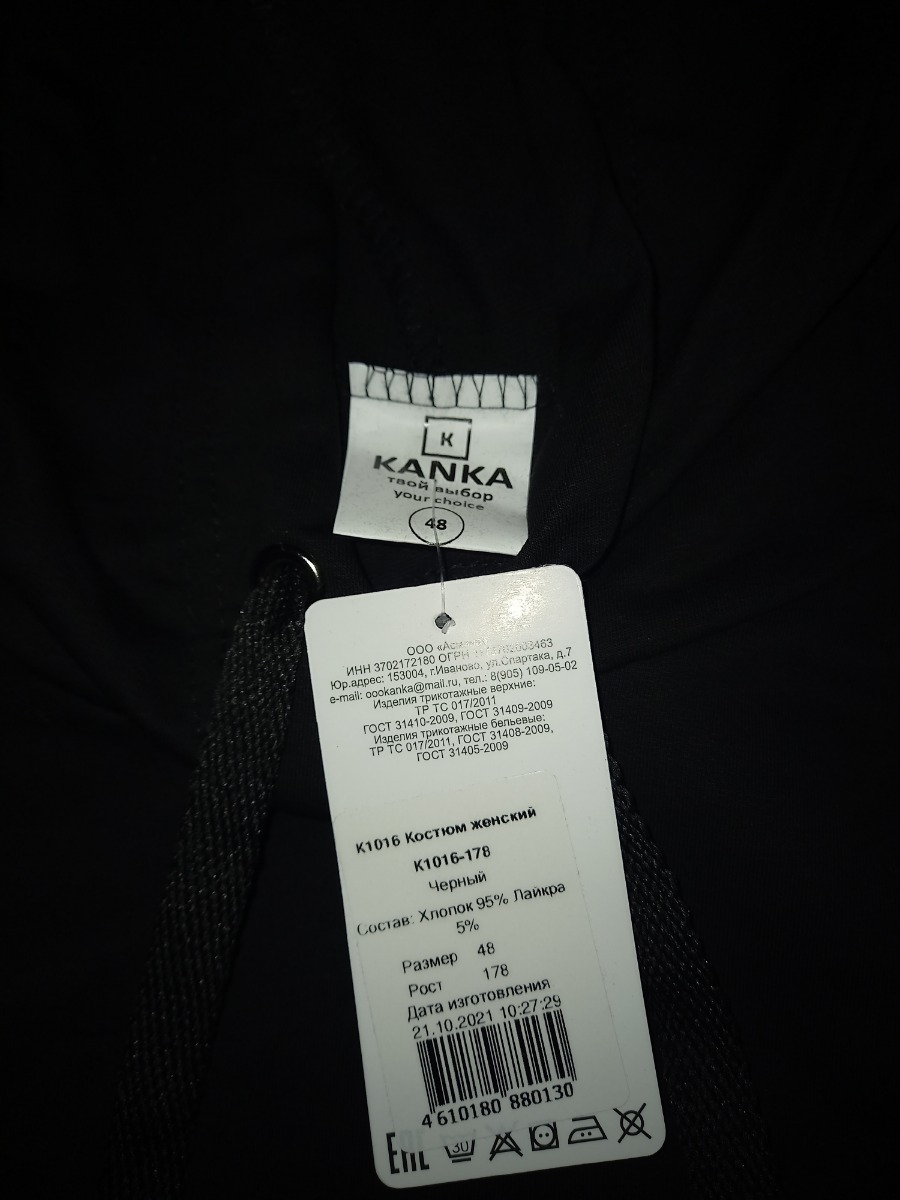 K
KANKA
твой выбор
your choice
48
ООО
ИНН 3702172180 ОГРН
Юр.адрес: 153004, г.Иваново, ул.Спартака, д.7
e-mail: oookanka@mail.ru, тел.: 8(905) 109-05-02
Изделия трикотажные верхние:
ТР ТС 017/2011
ГОСТ 31410-2009, ГОСТ 31409-2009
Изделия трикотажные бельевые:
ТР ТС 017/2011, ГОСТ 31408-2009,
ГОСТ 31405-2009
К1016 Костюм женский
К1016-178
Черный
Состав: Хлопок 95% Лайкра
5%
Размер 48
Рост 178
Дата изготовления
21.10.2021 10:27:29
4 610180 880130
EAC 30